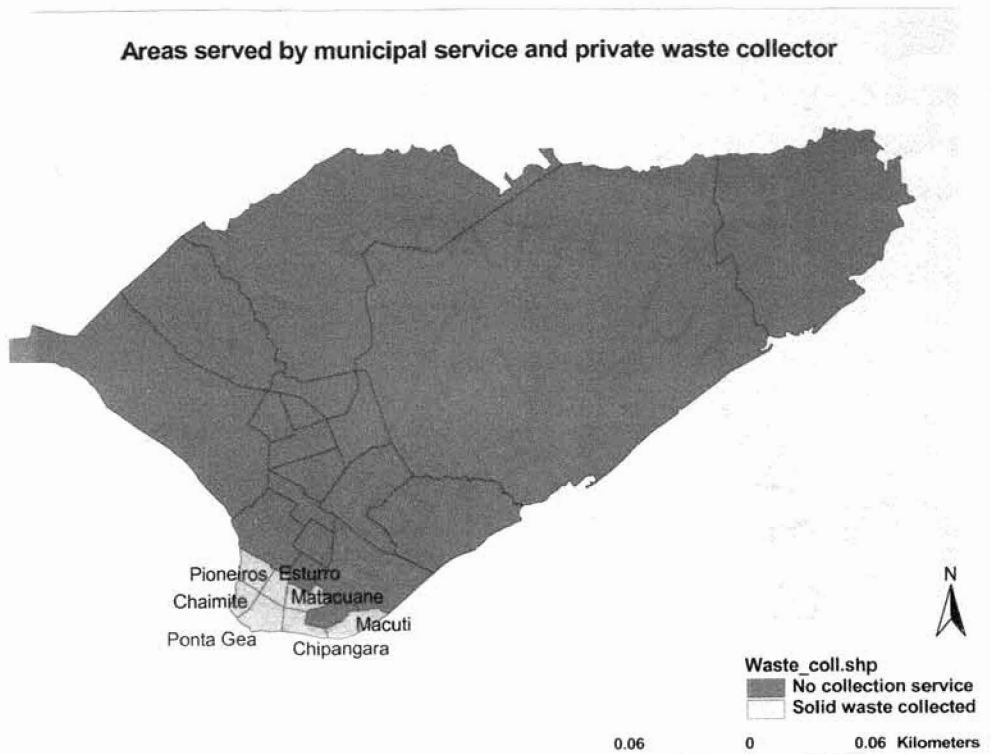 Areas served by municipal service and private waste collector
Pioneiros Esturro
Chaimite Matacuane
Macuti
Ponta Gea
Chipangara
N
Waste_coll.shp
No collection service
Solid waste collected
0.06 0 0.06 Kilometers